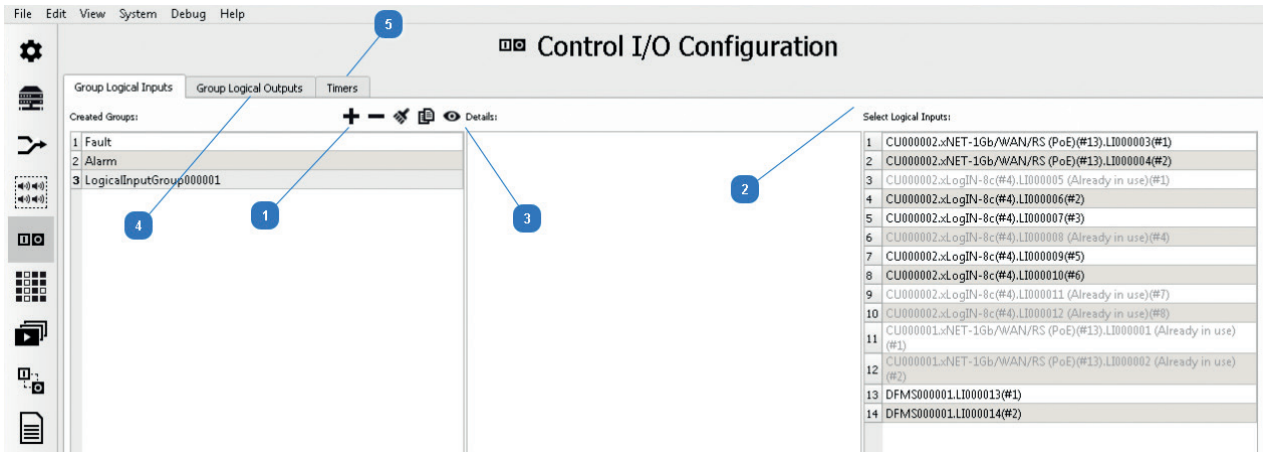 File Edit View System Debug Help
5
Control I/O Configuration
Group Logical Inputs Group Logical Outputs Timers
Created Groups: Details: Select Logical Inputs:
1 Fault
2 Alarm
3 LogicalInputGroup000001
1
2
3
4
1 CU000002.xNET-1Gb/WAN/RS (PoE)(#13).LI000003(#1)
2 CU000002.xNET-1Gb/WAN/RS (PoE)(#13).LI000004(#2)
3 CU000002.xLogIN-8c(#4).LI000005 (Already in use)(#1)
4 CU000002.xLogIN-8c(#4).LI000006(#2)
5 CU000002.xLogIN-8c(#4).LI000007(#3)
6 CU000002.xLogIN-8c(#4).LI000008 (Already in use)(#4)
7 CU000002.xLogIN-8c(#4).LI000009(#5)
8 CU000002.xLogIN-8c(#4).LI000010(#6)
9 CU000002.xLogIN-8c(#4).LI000011 (Already in use)(#7)
10 CU000002.xLogIN-8c(#4).LI000012 (Already in use)(#8)
11 CU000001.xNET-1Gb/WAN/RS (PoE)(#13).LI000001 (Already in use)
(#1)
12 CU000001.xNET-1Gb/WAN/RS (PoE)(#13).LI000002 (Already in use)
(#2)
13 DFMS000001.LI000013(#1)
14 DFMS000001.LI000014(#2)